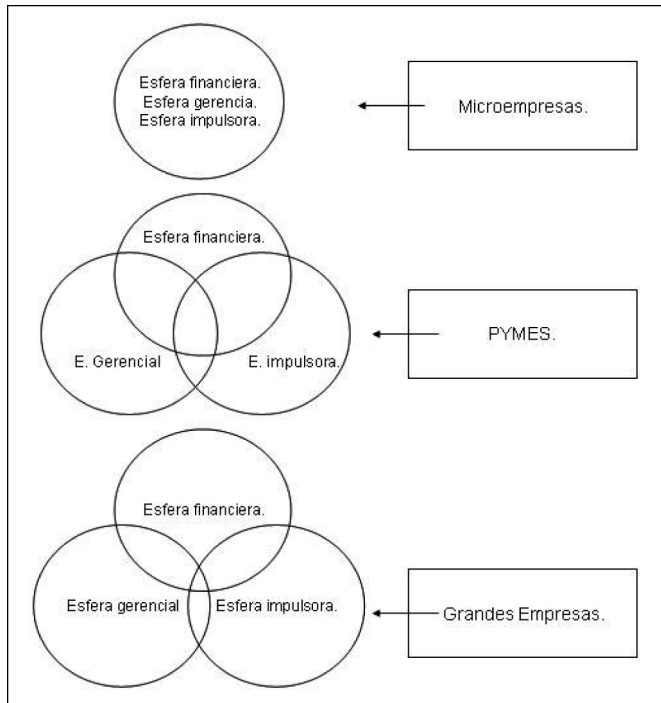 Esfera financiera.
Esfera gerencia.
Esfera impulsora.
Microempresas.
Esfera financiera.
E. Gerencial
E. impulsora.
PYMES.
Esfera financiera.
Esfera gerencial
Esfera impulsora.
Grandes Empresas.